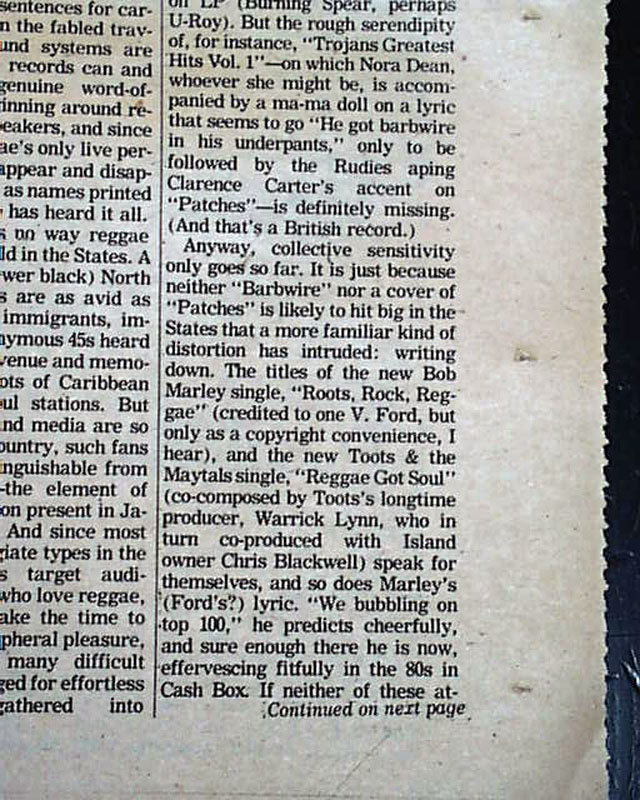 sentences for car-
n the fabled trav-
und systems are
records can and
genuine word-of-
inning around re-
eakers, and since
ae's only live per-
appear and disap-
as names printed
has heard it all.
s no way reggae
ld in the States. A
wer black) North
s are as avid as
immigrants, im-
nymous 45s heard
venue and memo-
ots of Caribbean
ul stations. But
nd media are so
ountry, such fans
nguishable from
-the element of
on present in Ja-
And since most
giate types in the
s target audi-
who love reggae,
ake the time to
pheral pleasure,
many difficult
ged for effortless
gathered into
on LP (Burning Spear, perhaps
U-Roy). But the rough serendipity
of, for instance, "Trojans Greatest
Hits Vol. 1"—on which Nora Dean,
whoever she might be, is accom-
panied by a ma-ma doll on a lyric
that seems to go "He got barbwire
in his underpants," only to be
followed by the Rudies aping
Clarence Carter's accent on
"Patches"—is definitely missing.
(And that's a British record.)
Anyway, collective sensitivity
only goes so far. It is just because
neither "Barbwire" nor a cover of
"Patches" is likely to hit big in the
States that a more familiar kind of
distortion has intruded: writing
down. The titles of the new Bob
Marley single, "Roots, Rock, Reg-
gae" (credited to one V. Ford, but
only as a copyright convenience, I
hear), and the new Toots & the
Maytals single, "Reggae Got Soul"
(co-composed by Toots's longtime
producer, Warrick Lynn, who in
turn co-produced with Island
owner Chris Blackwell) speak for
themselves, and so does Marley's
(Ford's?) lyric. "We bubbling on
top 100," he predicts cheerfully,
and sure enough there he is now,
effervescing fitfully in the 80s in
Cash Box. If neither of these at-
Continued on next page